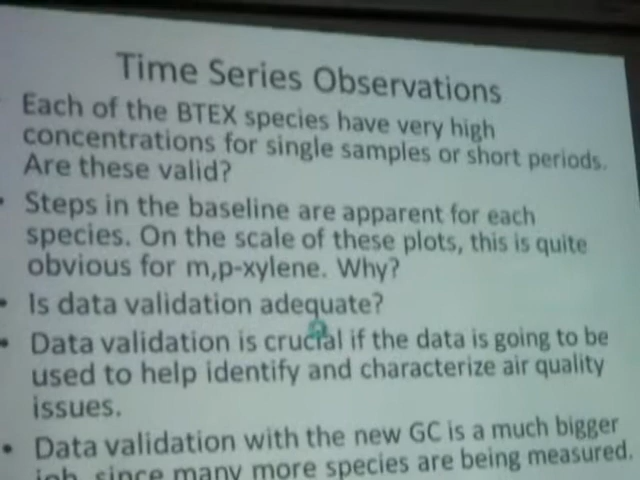 Time Series Observations
Each of the BTEX species have very high
concentrations for single samples or short periods.
Are these valid?
• Steps in the baseline are apparent for each
species. On the scale of these plots, this is quite
obvious for m,p-xylene. Why?
• Is data validation adequate?
• Data validation is crucial if the data is going to be
used to help identify and characterize air quality
issues.
• Data validation with the new GC is a much bigger
job, since many more species are being measured.